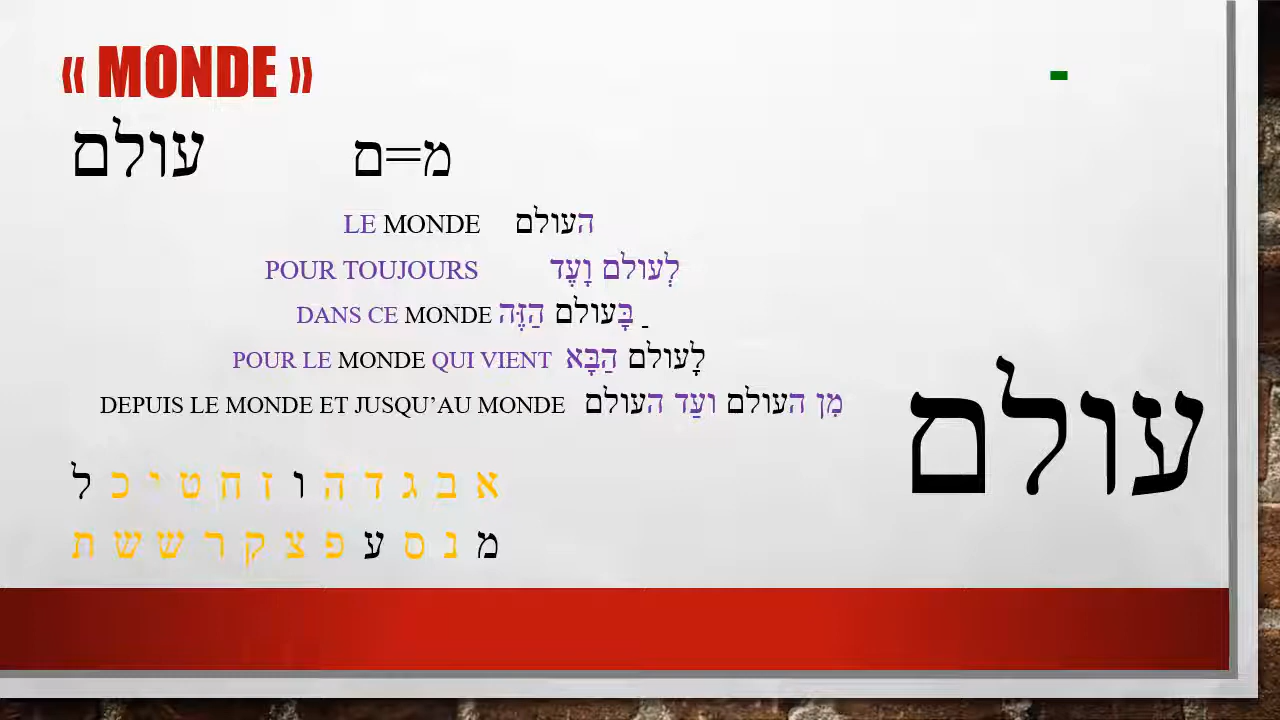 « MONDE »
-
עולם
מ=ם
LE MONDE העולם
POUR TOUJOURS לְעולם וָעֶד
DANS CE MONDE בָּעולם הַזֶּה
POUR LE MONDE QUI VIENT לָעולם הַבָּא
DEPUIS LE MONDE ET JUSQU’AU MONDE מִן העולם ועַד העולם
עולם
א ב ג ד ה ו ז ח ט י כ ל
מ נ ס ע פ צ ק ר ש ש ת